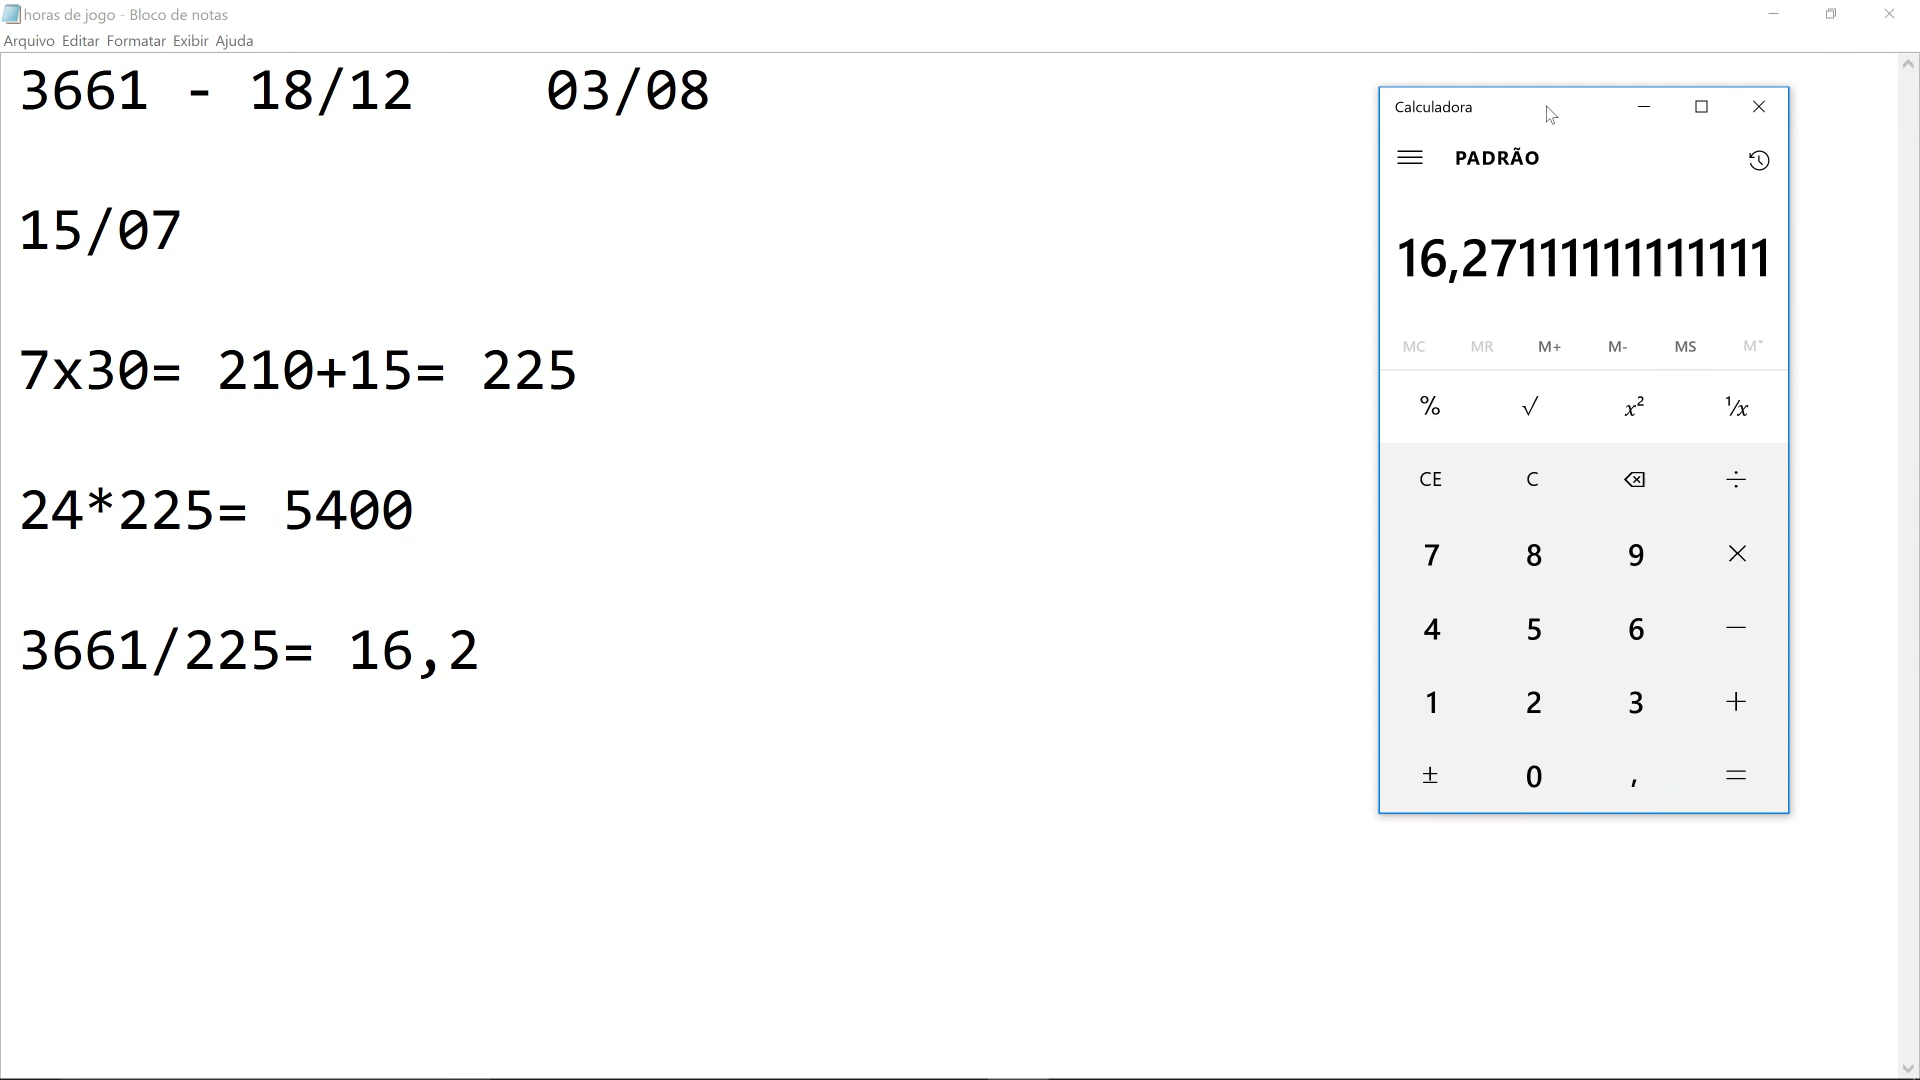 horas de jogo - Bloco de notas
Arquivo Editar Formatar Exibir Ajuda
3661 - 18/12    03/08
15/07
7x30= 210+15= 225
24*225= 5400
3661/225= 16,2
Calculadora
PADRÃO
16,27111111111111
MC MR M+ M- MS M˅
% √ x² ¹/x
CE C ÷
7 8 9 ×
4 5 6 −
1 2 3 +
± 0 , =